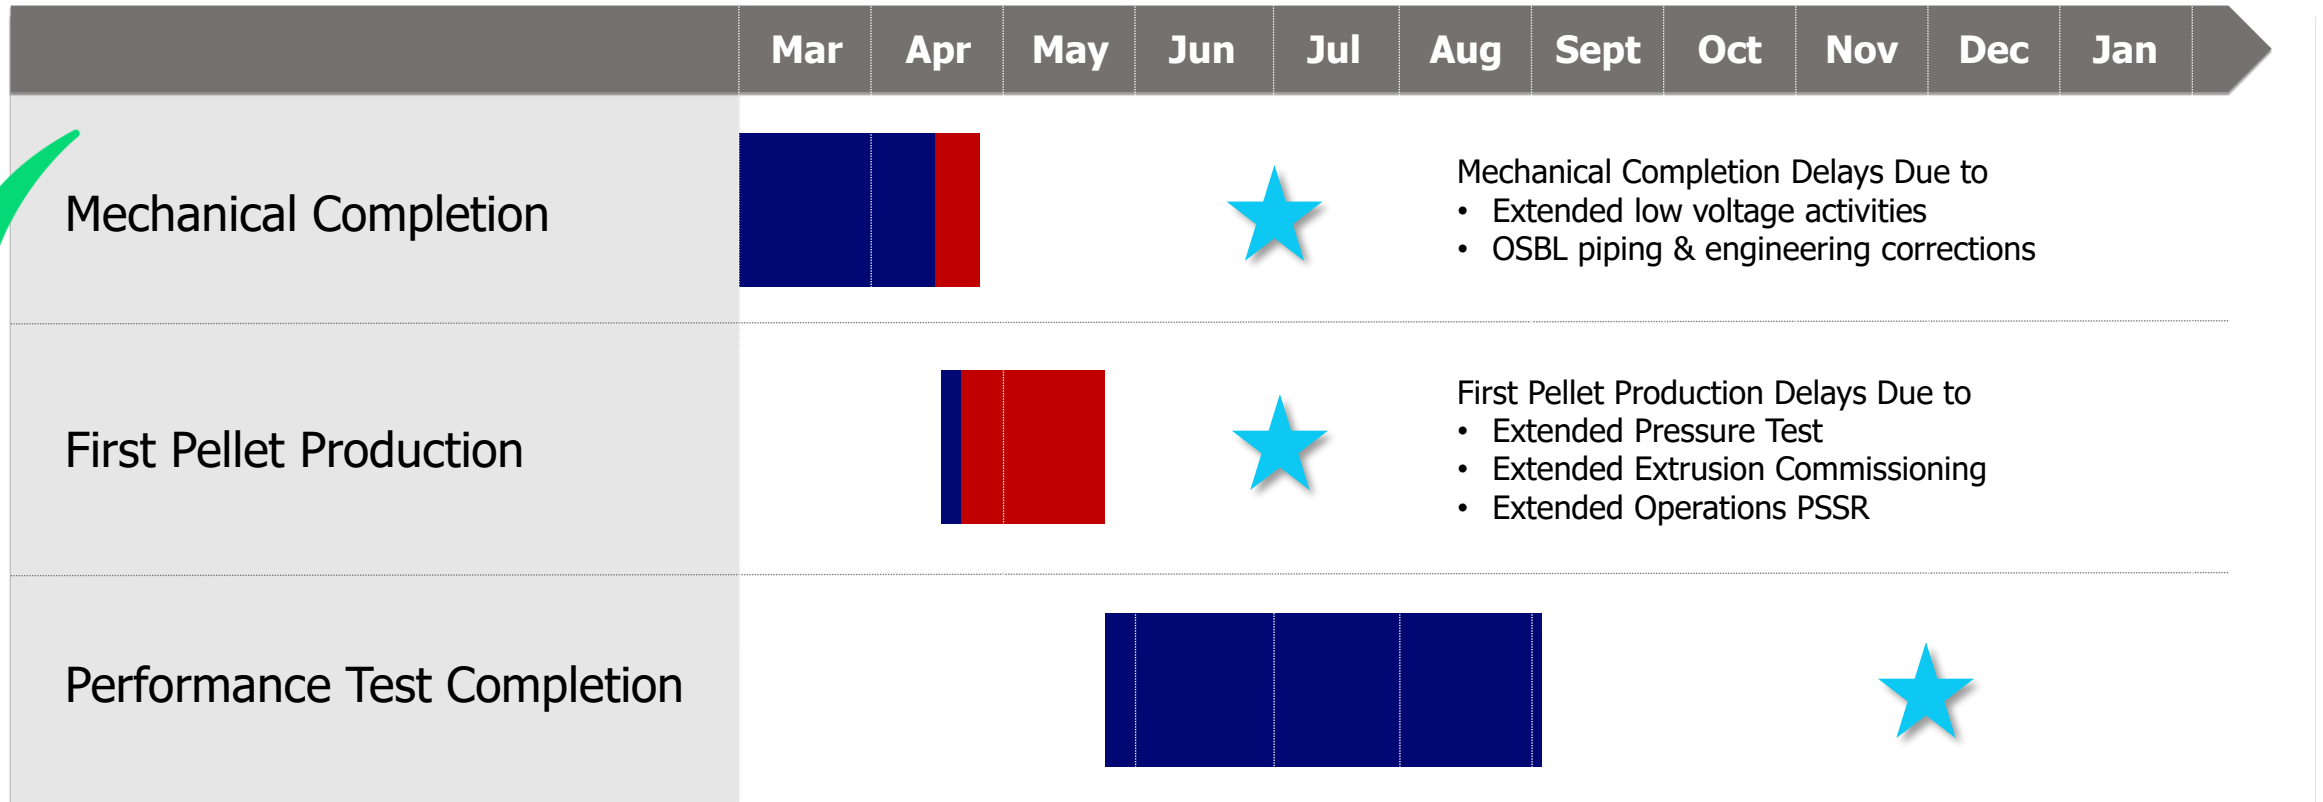 Mar Apr May Jun Jul Aug Sept Oct Nov Dec Jan
Mechanical Completion
Mechanical Completion Delays Due to
• Extended low voltage activities
• OSBL piping & engineering corrections
First Pellet Production
First Pellet Production Delays Due to
• Extended Pressure Test
• Extended Extrusion Commissioning
• Extended Operations PSSR
Performance Test Completion